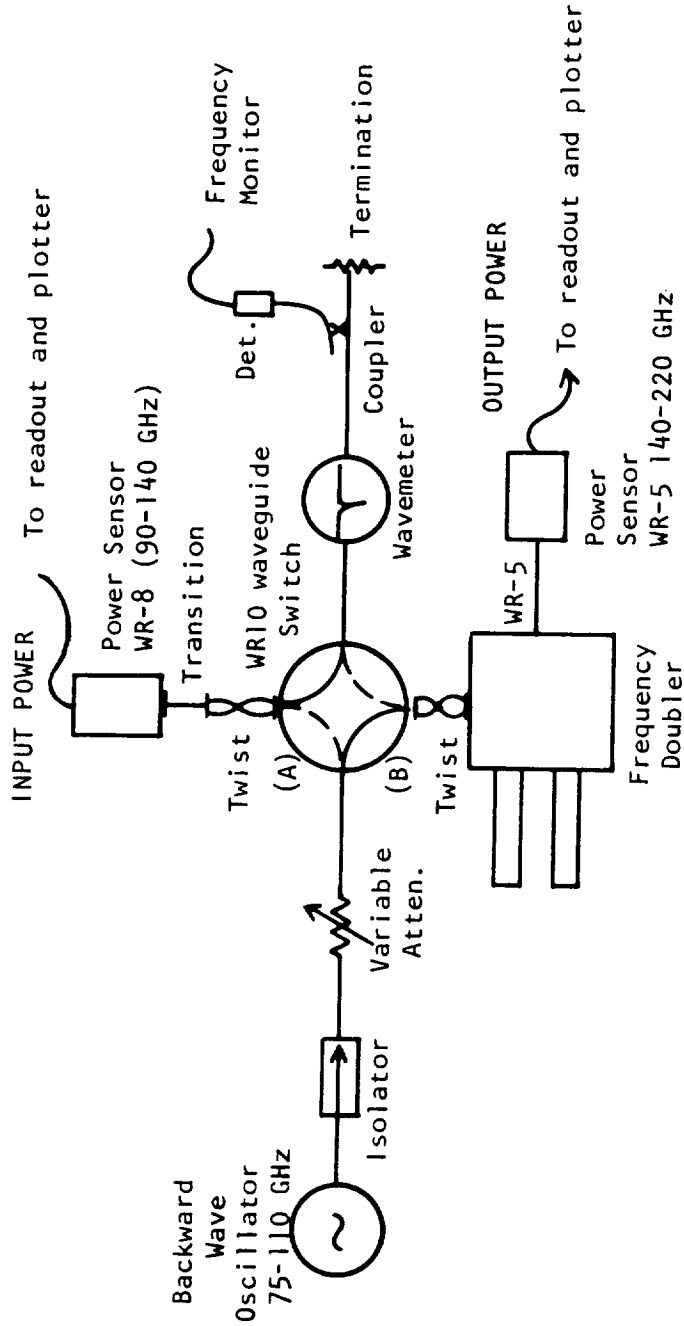 INPUT POWER
To readout and plotter
Power Sensor
WR-8 (90-140 GHz)
Transition
Twist
WR10 waveguide
Switch
(A)
(B)
Backward
Wave
Oscillator
75-110 GHz
~
Isolator
Variable
Atten.
Wavemeter
Coupler
Det.
Frequency
Monitor
Termination
Twist
Frequency
Doubler
WR-5
Power
Sensor
WR-5 140-220 GHz
OUTPUT POWER
To readout and plotter